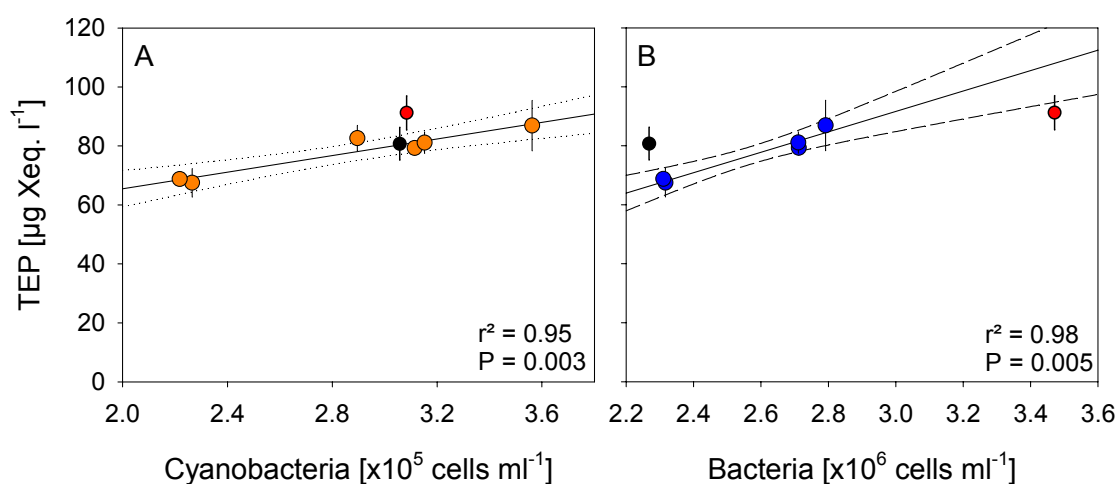 A
B
TEP [µg Xeq. l⁻¹]
120
100
80
60
40
20
0
r² = 0.95
P = 0.003
r² = 0.98
P = 0.005
2.0 2.4 2.8 3.2 3.6
2.2 2.4 2.6 2.8 3.0 3.2 3.4 3.6
Cyanobacteria [x10⁵ cells ml⁻¹]
Bacteria [x10⁶ cells ml⁻¹]